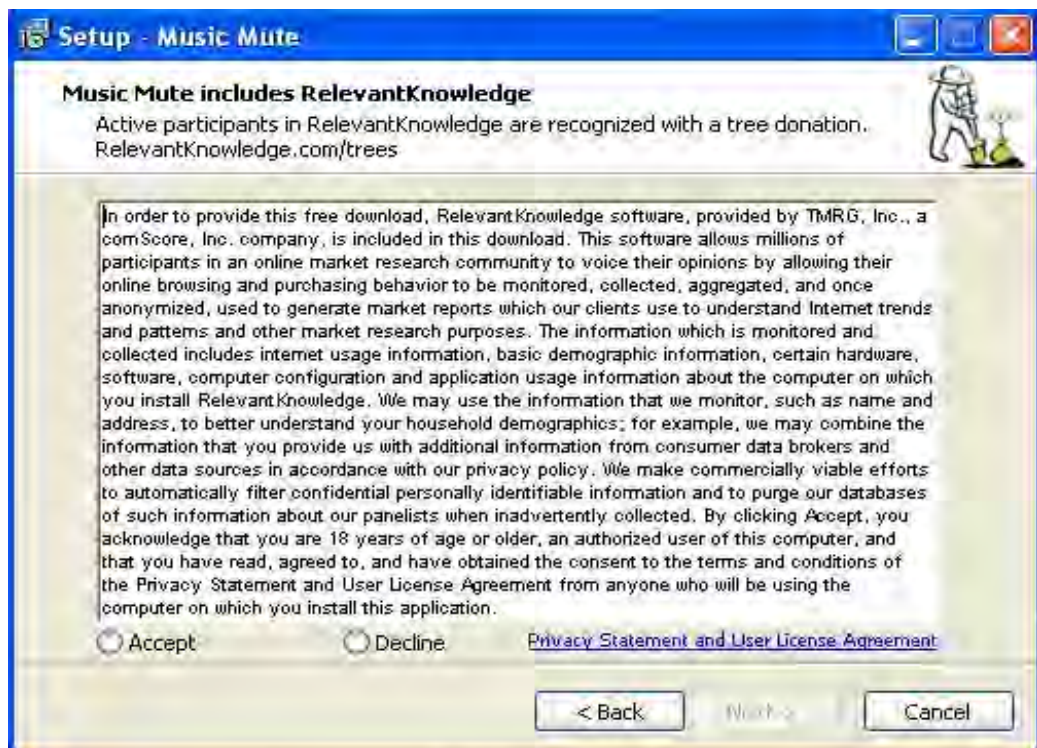 Setup - Music Mute
Music Mute includes RelevantKnowledge
Active participants in RelevantKnowledge are recognized with a tree donation.
RelevantKnowledge.com/trees
In order to provide this free download, RelevantKnowledge software, provided by TMRG, Inc., a
comScore, Inc. company, is included in this download. This software allows millions of
participants in an online market research community to voice their opinions by allowing their
online browsing and purchasing behavior to be monitored, collected, aggregated, and once
anonymized, used to generate market reports which our clients use to understand Internet trends
and patterns and other market research purposes. The information which is monitored and
collected includes internet usage information, basic demographic information, certain hardware,
software, computer configuration and application usage information about the computer on which
you install RelevantKnowledge. We may use the information that we monitor, such as name and
address, to better understand your household demographics; for example, we may combine the
information that you provide us with additional information from consumer data brokers and
other data sources in accordance with our privacy policy. We make commercially viable efforts
to automatically filter confidential personally identifiable information and to purge our databases
of such information about our panelists when inadvertently collected. By clicking Accept, you
acknowledge that you are 18 years of age or older, an authorized user of this computer, and
that you have read, agreed to, and have obtained the consent to the terms and conditions of
the Privacy Statement and User License Agreement from anyone who will be using the
computer on which you install this application.
Accept Decline Privacy Statement and User License Agreement
< Back Next > Cancel